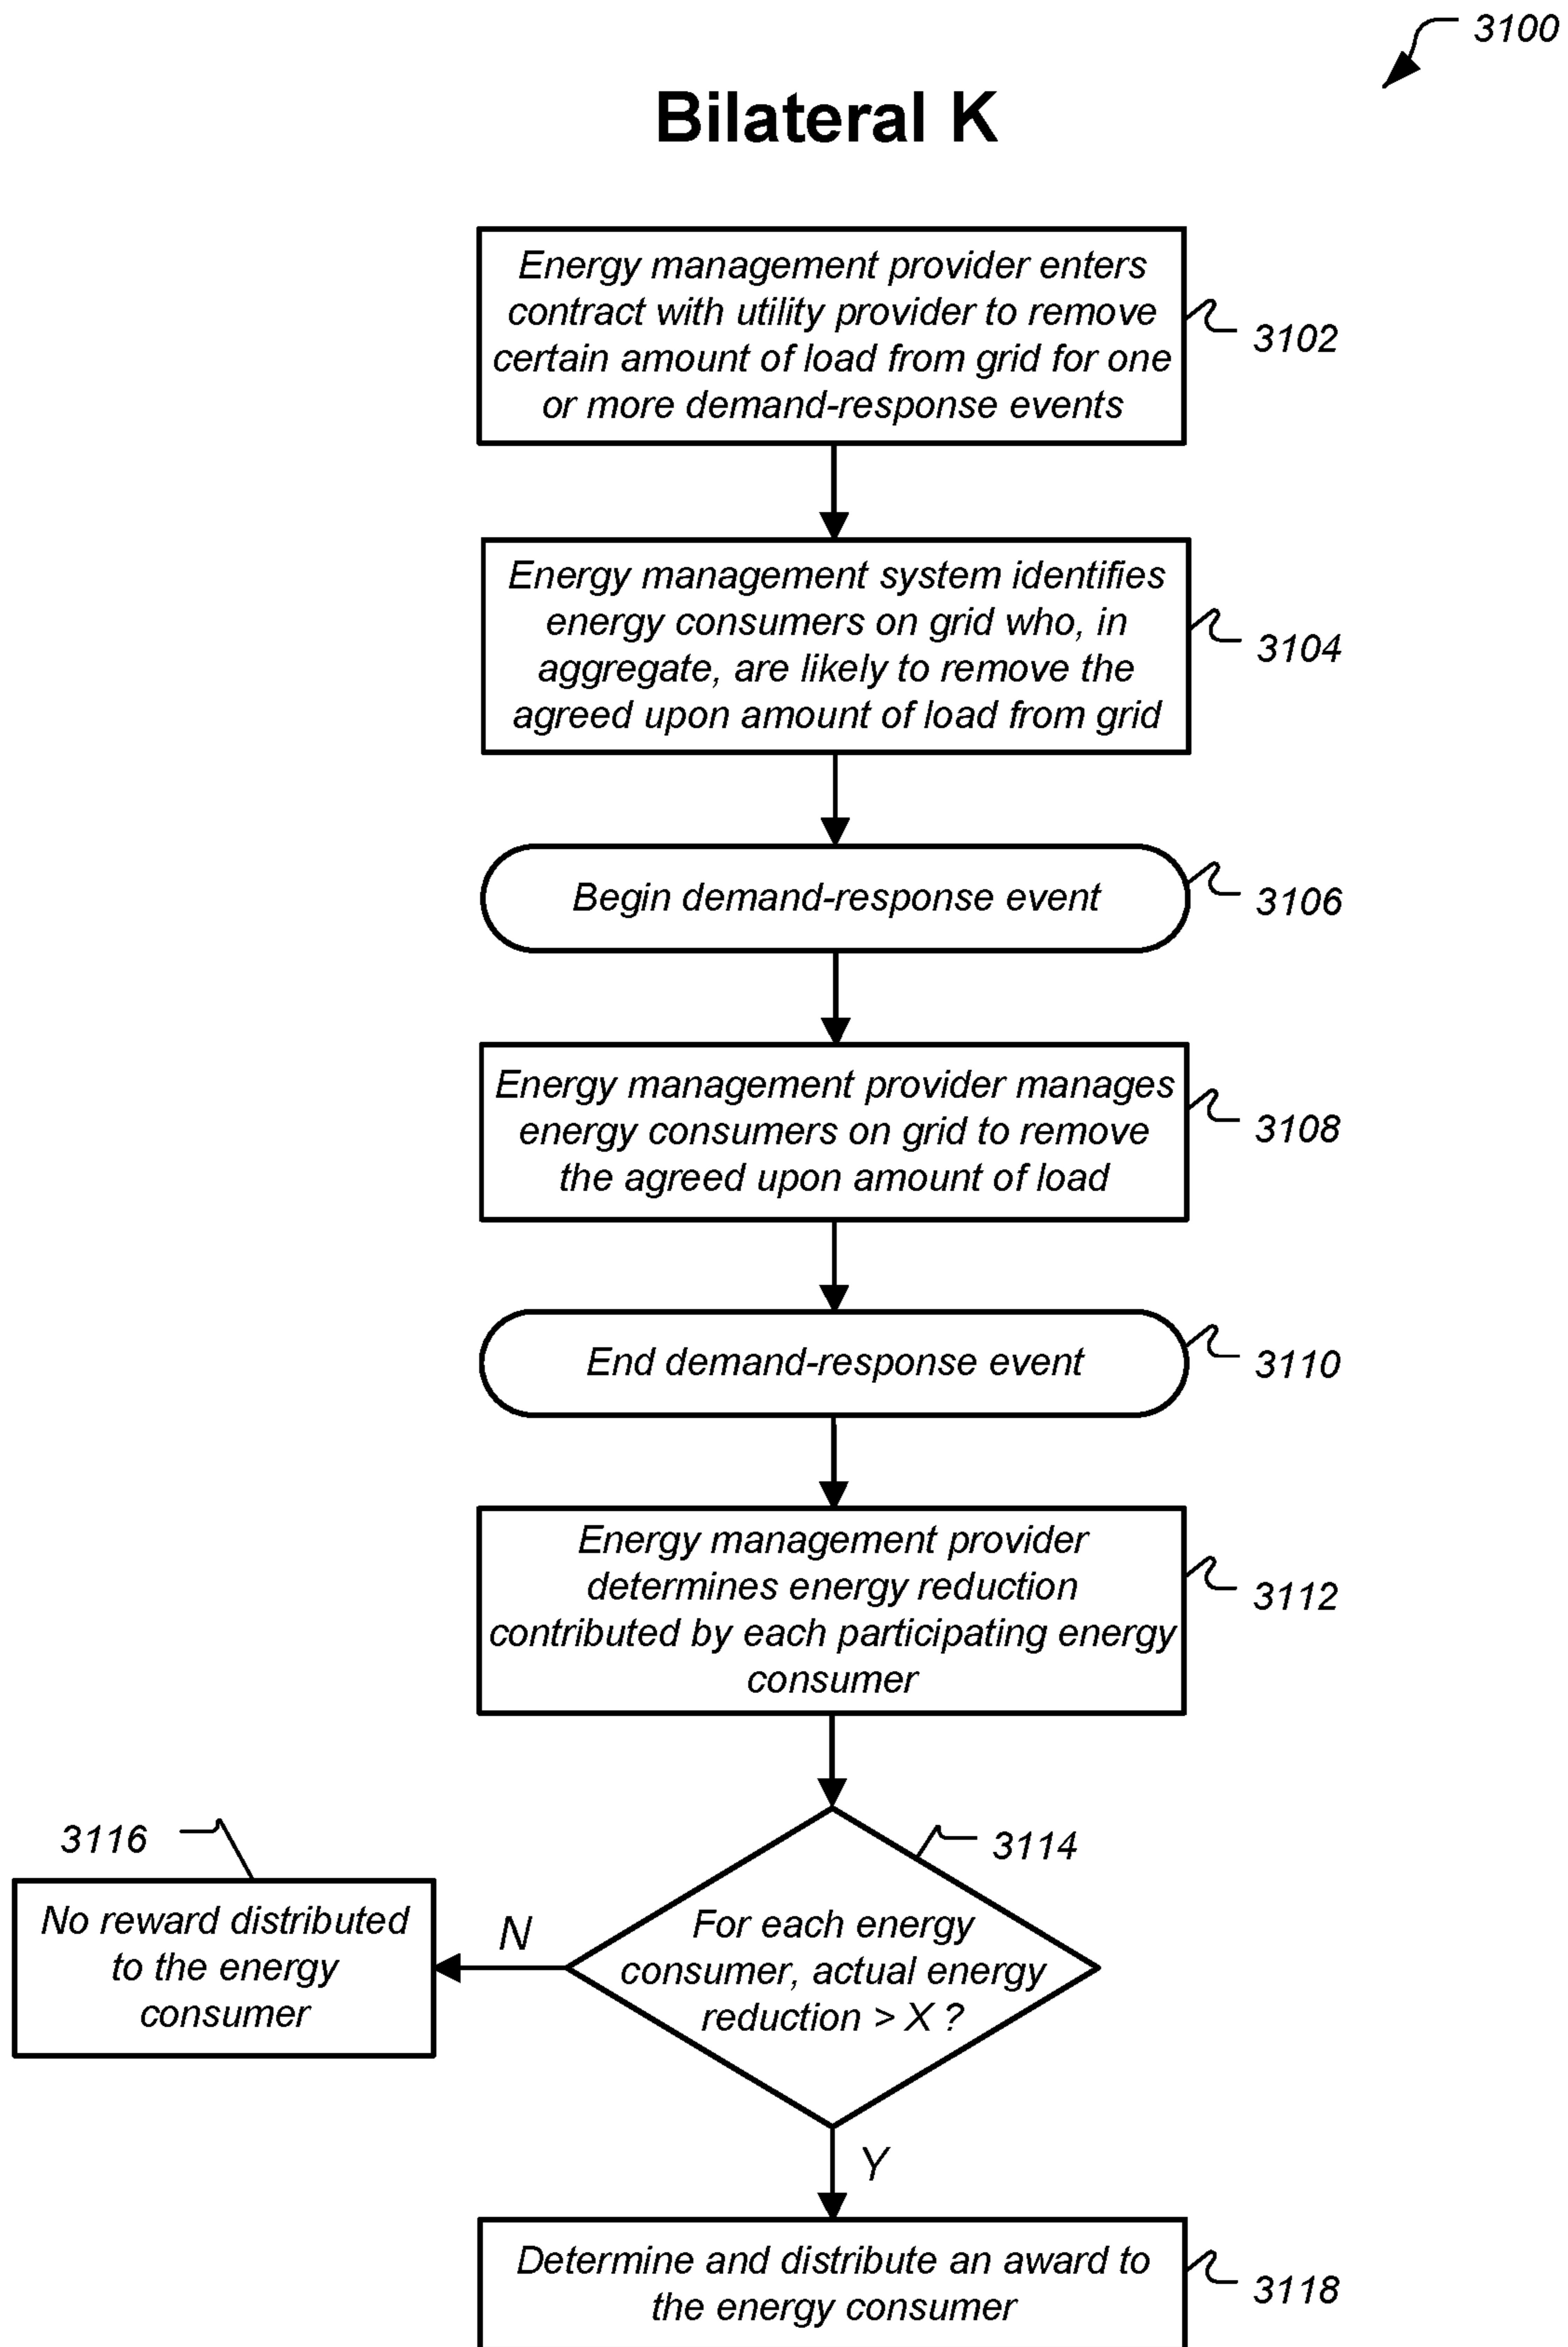 3100
Bilateral K
Energy management provider enters
contract with utility provider to remove
certain amount of load from grid for one
or more demand-response events
3102
Energy management system identifies
energy consumers on grid who, in
aggregate, are likely to remove the
agreed upon amount of load from grid
3104
Begin demand-response event
3106
Energy management provider manages
energy consumers on grid to remove
the agreed upon amount of load
3108
End demand-response event
3110
Energy management provider
determines energy reduction
contributed by each participating energy
consumer
3112
3116
3114
No reward distributed
to the energy
consumer
N
For each energy
consumer, actual energy
reduction > X ?
Y
Determine and distribute an award to
the energy consumer
3118